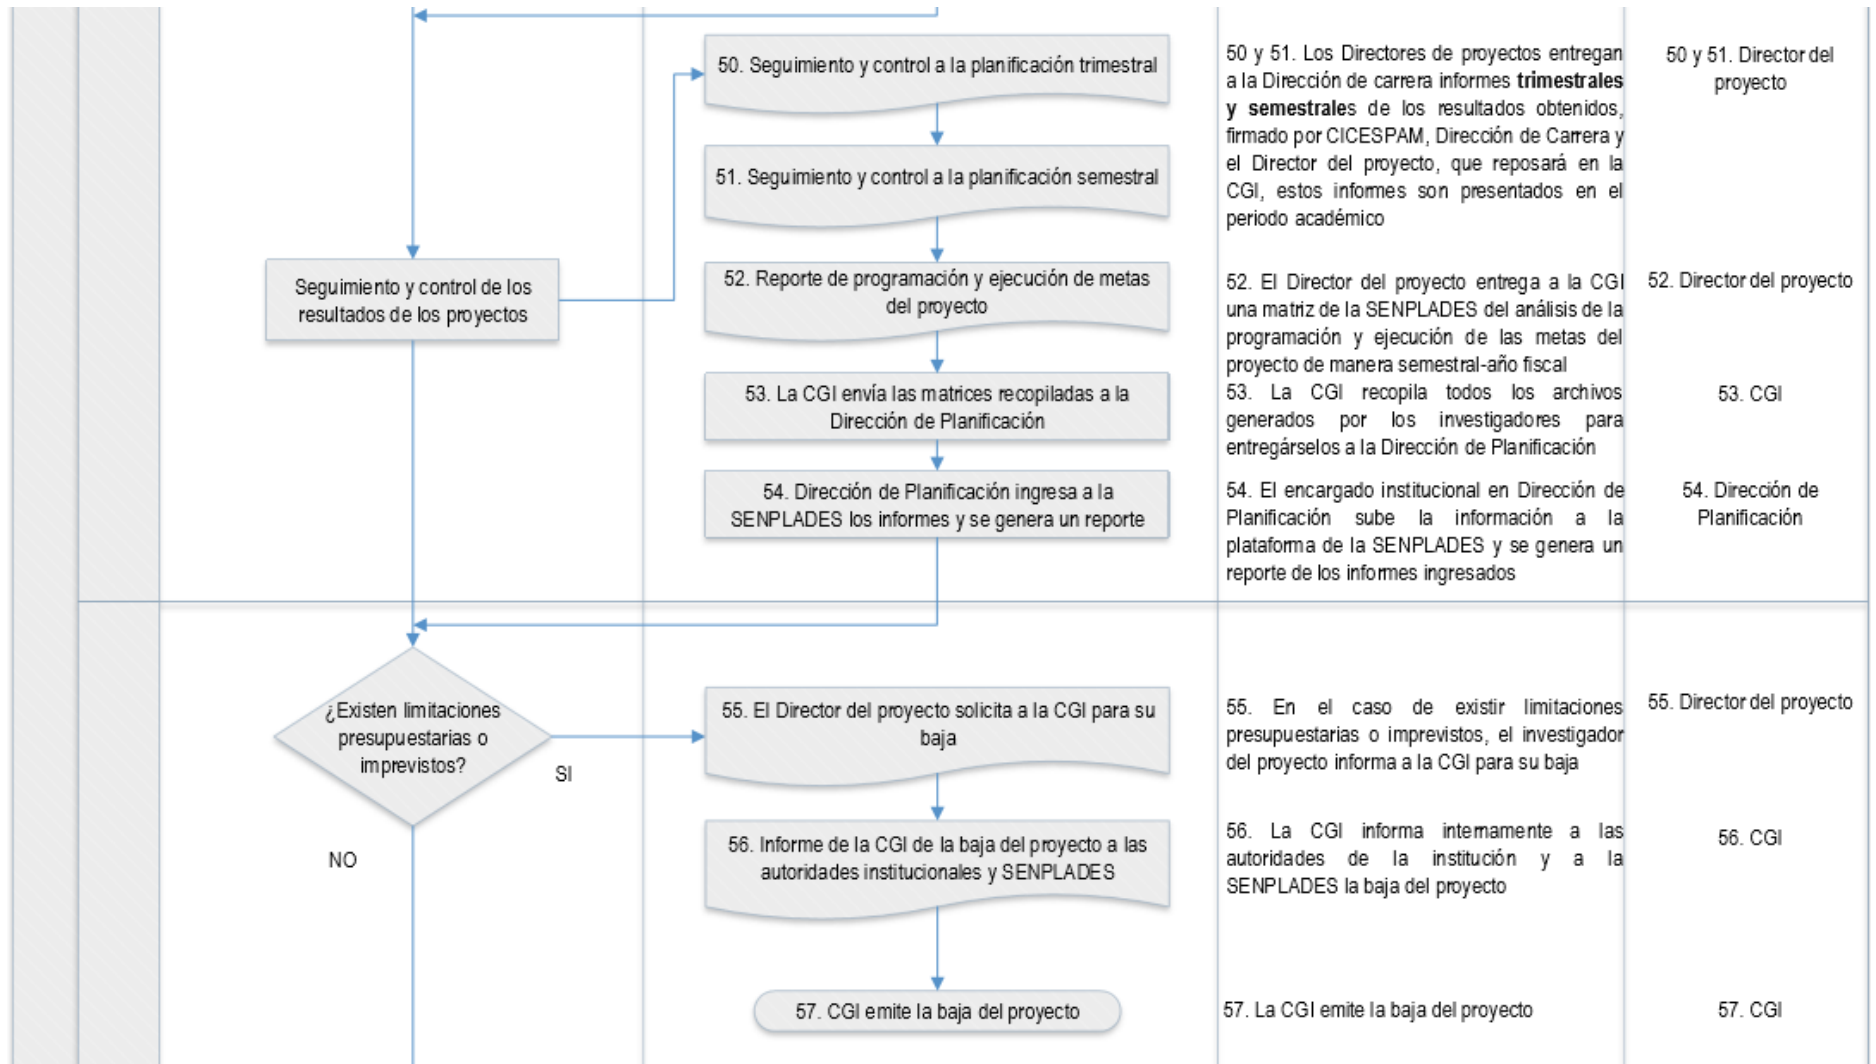 50. Seguimiento y control a la planificación trimestral
51. Seguimiento y control a la planificación semestral
Seguimiento y control de los
resultados de los proyectos
52. Reporte de programación y ejecución de metas
del proyecto
53. La CGI envía las matrices recopiladas a la
Dirección de Planificación
54. Dirección de Planificación ingresa a la
SENPLADES los informes y se genera un reporte
50 y 51. Los Directores de proyectos entregan
a la Dirección de carrera informes trimestrales
y semestrales de los resultados obtenidos,
firmado por CICESPAM, Dirección de Carrera y
el Director del proyecto, que reposará en la
CGI, estos informes son presentados en el
periodo académico
52. El Director del proyecto entrega a la CGI
una matriz de la SENPLADES del análisis de la
programación y ejecución de las metas del
proyecto de manera semestral-año fiscal
53. La CGI recopila todos los archivos
generados por los investigadores para
entregárselos a la Dirección de Planificación
54. El encargado institucional en Dirección de
Planificación sube la información a la
plataforma de la SENPLADES y se genera un
reporte de los informes ingresados
50 y 51. Director del
proyecto
52. Director del proyecto
53. CGI
54. Dirección de
Planificación
¿Existen limitaciones
presupuestarias o
imprevistos?
SI
NO
55. El Director del proyecto solicita a la CGI para su
baja
56. Informe de la CGI de la baja del proyecto a las
autoridades institucionales y SENPLADES
57. CGI emite la baja del proyecto
55. En el caso de existir limitaciones
presupuestarias o imprevistos, el investigador
del proyecto informa a la CGI para su baja
56. La CGI informa internamente a las
autoridades de la institución y a la
SENPLADES la baja del proyecto
57. La CGI emite la baja del proyecto
55. Director del proyecto
56. CGI
57. CGI